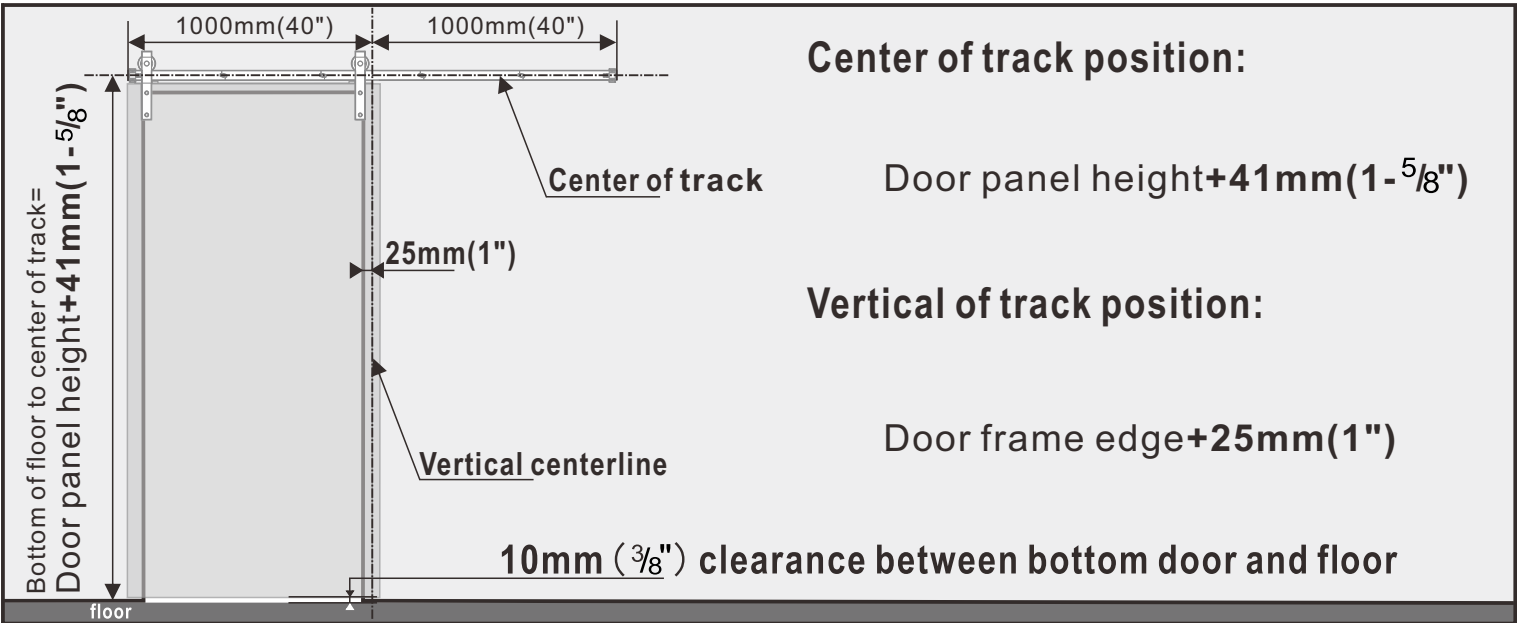 1000mm(40") 1000mm(40")
Center of track position:
Bottom of floor to center of track=
Door panel height+41mm(1-5/8")
Center of track
Door panel height+41mm(1-5/8")
25mm(1")
Vertical of track position:
Door frame edge+25mm(1")
Vertical centerline
10mm（3/8"）clearance between bottom door and floor
floor